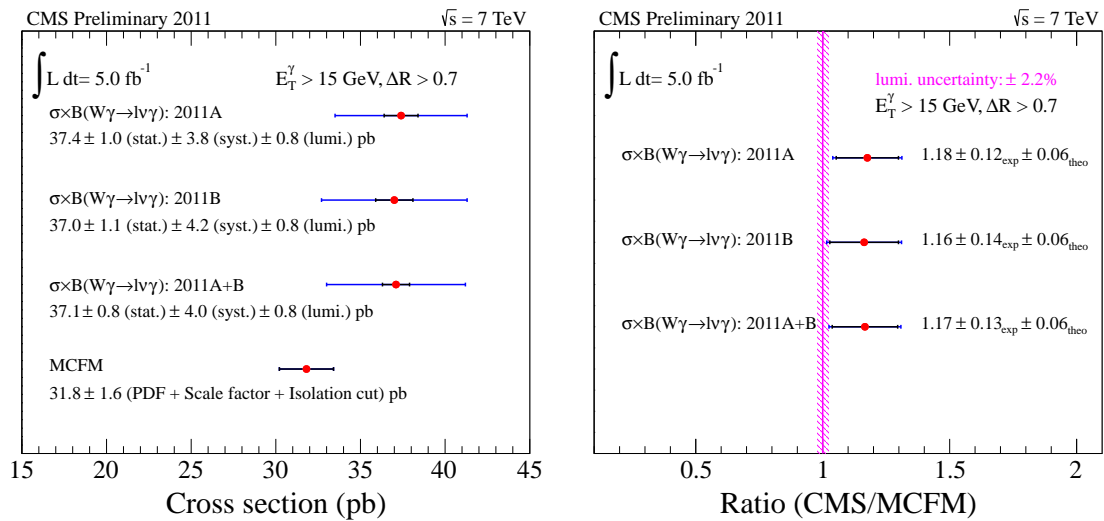 CMS Preliminary 2011 √s = 7 TeV
∫L dt= 5.0 fb⁻¹ E_T^γ > 15 GeV, ΔR > 0.7
σ×B(Wγ→lνγ): 2011A
37.4 ± 1.0 (stat.) ± 3.8 (syst.) ± 0.8 (lumi.) pb
σ×B(Wγ→lνγ): 2011B
37.0 ± 1.1 (stat.) ± 4.2 (syst.) ± 0.8 (lumi.) pb
σ×B(Wγ→lνγ): 2011A+B
37.1 ± 0.8 (stat.) ± 4.0 (syst.) ± 0.8 (lumi.) pb
MCFM
31.8 ± 1.6 (PDF + Scale factor + Isolation cut) pb
15 20 25 30 35 40 45
Cross section (pb)
CMS Preliminary 2011 √s = 7 TeV
∫L dt= 5.0 fb⁻¹ lumi. uncertainty: ± 2.2%
E_T^γ > 15 GeV, ΔR > 0.7
σ×B(Wγ→lνγ): 2011A 1.18 ± 0.12_exp ± 0.06_theo
σ×B(Wγ→lνγ): 2011B 1.16 ± 0.14_exp ± 0.06_theo
σ×B(Wγ→lνγ): 2011A+B 1.17 ± 0.13_exp ± 0.06_theo
0.5 1 1.5 2
Ratio (CMS/MCFM)